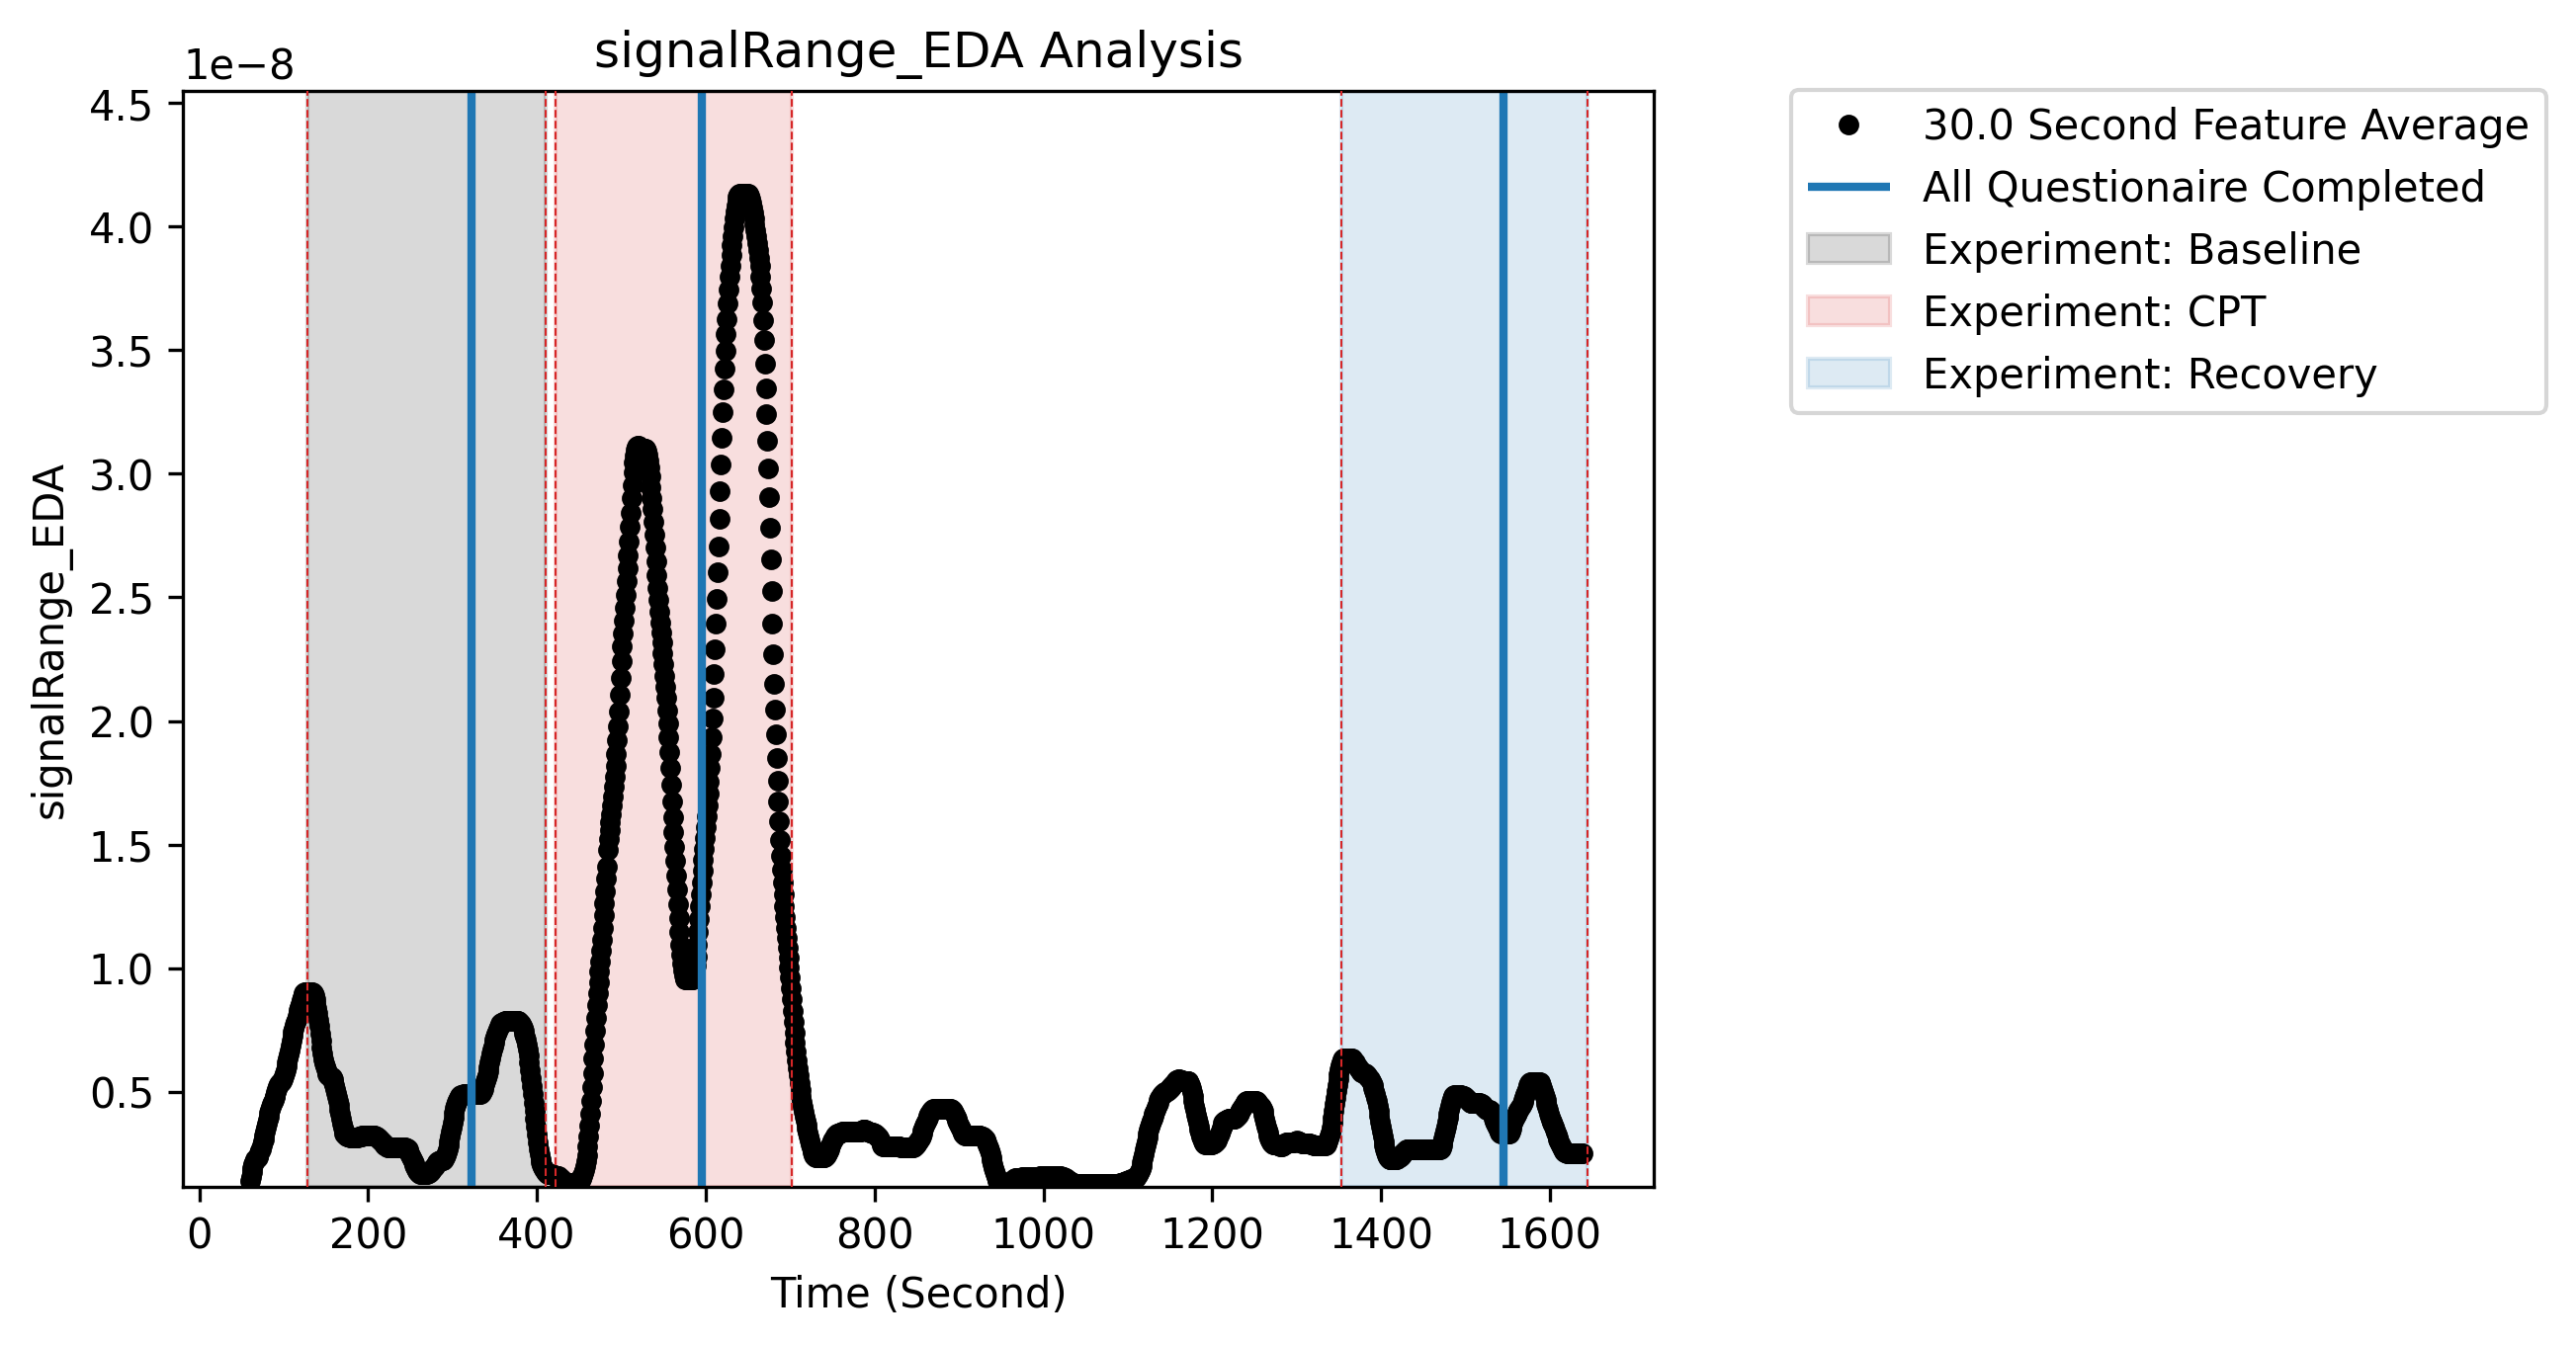 signalRange_EDA Analysis
1e−8
4.5
4.0
3.5
3.0
2.5
2.0
1.5
1.0
0.5
signalRange_EDA
0 200 400 600 800 1000 1200 1400 1600
Time (Second)
30.0 Second Feature Average
All Questionaire Completed
Experiment: Baseline
Experiment: CPT
Experiment: Recovery